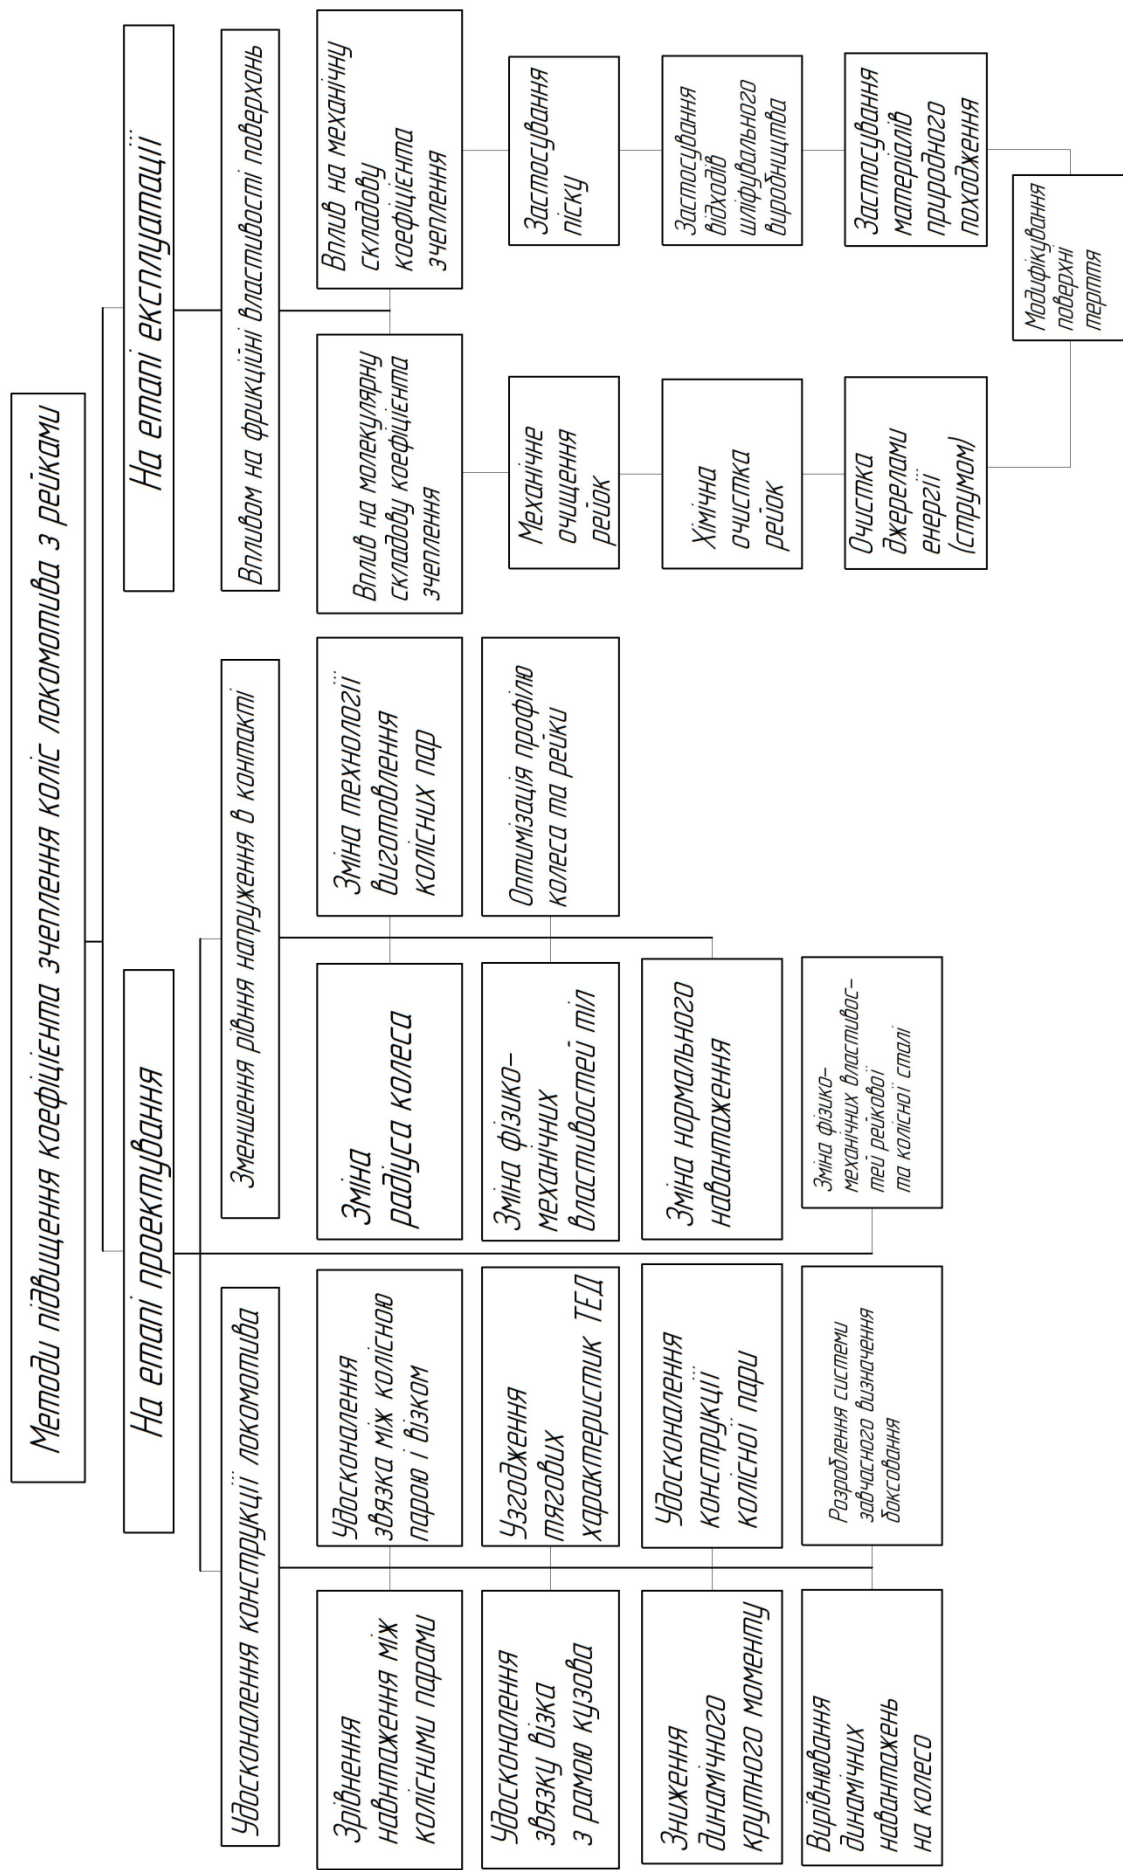 Методи підвищення коефіцієнта зчеплення коліс локомотива з рейками
На етапі проектування
На етапі експлуатації
Удосконалення конструкції локомотива
Зменшення рівння напруження в контакті
Впливом на фрикційні властивості поверхонь
Зрівнення
навнтаження між
колісними парами
Удосконалення
звязка між колісною
парою і візком
Удосконалення
звязку візка
з рамою кузова
Узгодження
тягових
характеристик ТЕД
Зниження
динамічного
крутного моменту
Удосконалення
конструкції
колісної пари
Вирівнювання
динамічних
навантажень
на колесо
Розроблення системи
завчасного визначення
боксовання
Зміна
радіуса колеса
Зміна технології
виготовлення
колісних пар
Зміна фізико-
механічних
властивостей тіл
Оптимізація профілю
колеса та рейки
Зміна нормального
навантаження
Зміна фізико-
механічних властивос-
тей рейкової
та колісної сталі
Вплив на молекулярну
складову коефіцієнта
зчеплення
Вплив на механічну
складову
коефіцієнта
зчеплення
Механічне
очищення
рейок
Застосування
піску
Хімічна
очистка
рейок
Застосування
відходів
шліфувального
виробництва
Очистка
джерелами
енергії
(струмом)
Застосування
матеріалів
природного
походження
Модифікування
поверхні
тертя